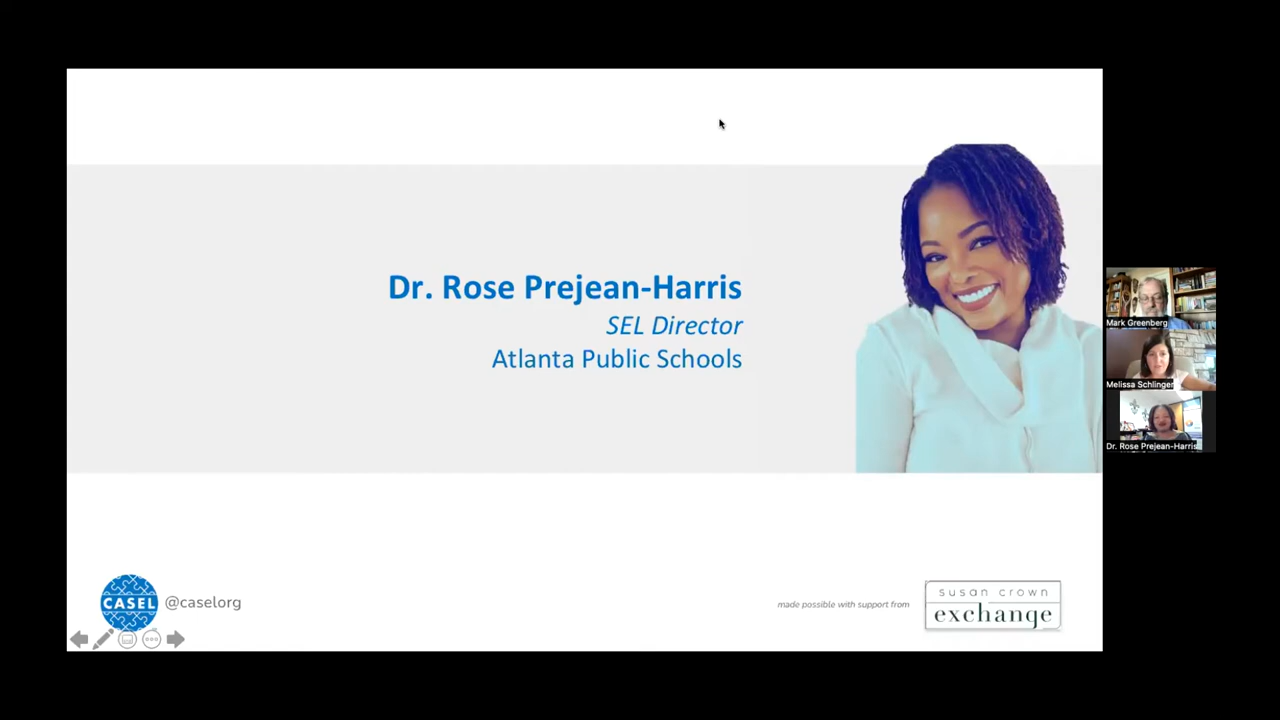 Dr. Rose Prejean-Harris
SEL Director
Atlanta Public Schools
Mark Greenberg
Melissa Schlinger
Dr. Rose Prejean-Harris
CASEL
@caselorg
made possible with support from
susan crown
exchange